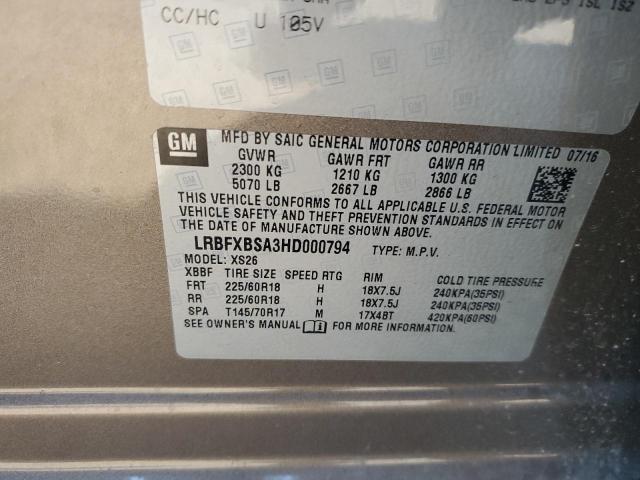 CC/HC U 105V
GM MFD BY SAIC GENERAL MOTORS CORPORATION LIMITED 07/16
GVWR GAWR FRT GAWR RR
2300 KG 1210 KG 1300 KG
5070 LB 2667 LB 2866 LB
THIS VEHICLE CONFORMS TO ALL APPLICABLE U.S. FEDERAL MOTOR
VEHICLE SAFETY AND THEFT PREVENTION STANDARDS IN EFFECT ON
THE DATE OF MANUFACTURE SHOWN ABOVE.
LRBFXBSA3HD000794 TYPE: M.P.V.
MODEL: XS26
XBBF TIRE SIZE SPEED RTG RIM COLD TIRE PRESSURE
FRT 225/60R18 H 18X7.5J 240KPA(35PSI)
RR 225/60R18 H 18X7.5J 240KPA(35PSI)
SPA T145/70R17 M 17X4BT 420KPA(60PSI)
SEE OWNER'S MANUAL FOR MORE INFORMATION